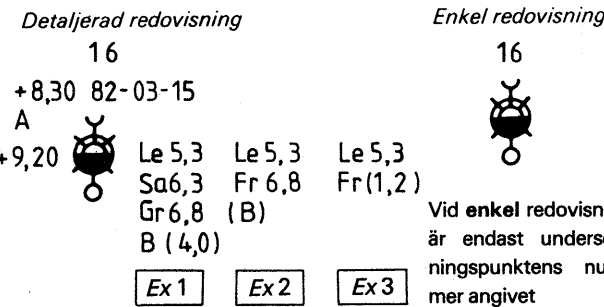 Detaljerad redovisning
16
+8,30 82-03-15
A
+9,20
Le 5,3
Sa 6,3
Gr 6,8
B (4,0)
Ex 1
Le 5,3
Fr 6,8
(B)
Ex 2
Le 5,3
Fr (1,2)
Ex 3
Enkel redovisning
16
Vid enkel redovisn
är endast unders
ningspunktens nu
mer angivet